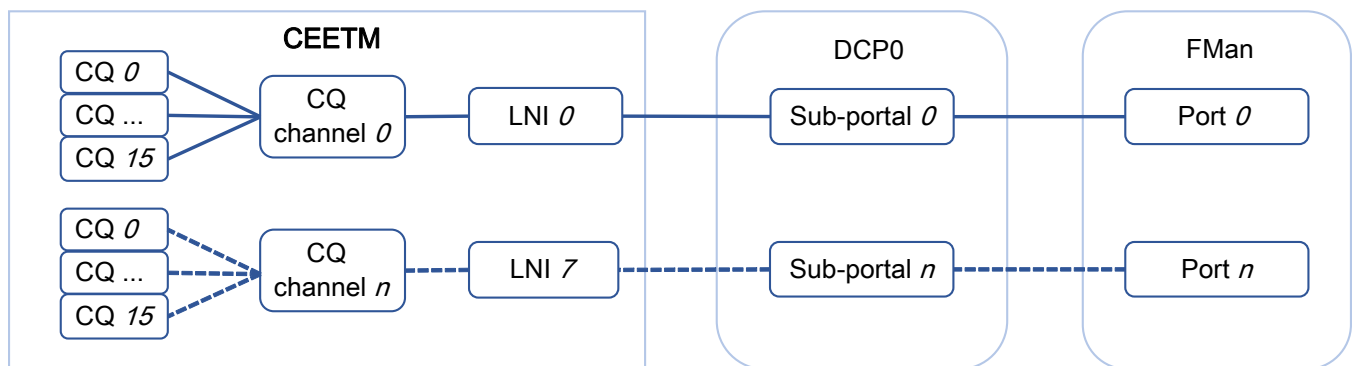 CEETM
DCP0
FMan
CQ 0
CQ ...
CQ 15
CQ
channel 0
LNI 0
Sub-portal 0
Port 0
CQ 0
CQ ...
CQ 15
CQ
channel n
LNI 7
Sub-portal n
Port n